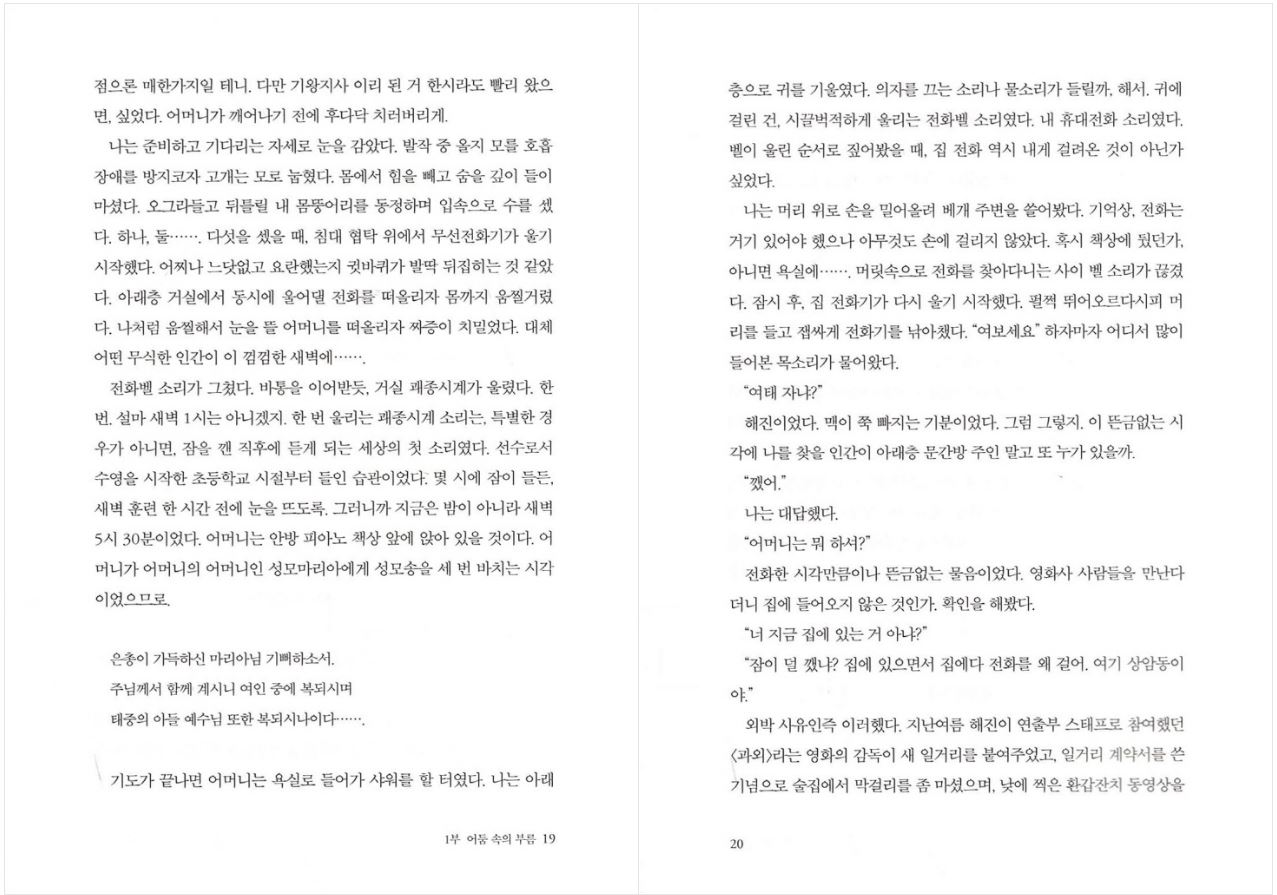 점으론 매한가지일 테니. 다만 기왕지사 이리 된 거 한시라도 빨리 왔으
면, 싶었다. 어머니가 깨어나기 전에 후다닥 치러버리게.
나는 준비하고 기다리는 자세로 눈을 감았다. 발작 중 올지 모를 호흡
장애를 방지코자 고개는 모로 눕혔다. 몸에서 힘을 빼고 숨을 깊이 들이
마셨다. 오그라들고 뒤틀릴 내 몸뚱어리를 동정하며 입속으로 수를 셌
다. 하나, 둘……. 다섯을 셌을 때, 침대 협탁 위에서 무선전화기가 울기
시작했다. 어찌나 느닷없고 요란했는지 귓바퀴가 발딱 뒤집히는 것 같았
다. 아래층 거실에서 동시에 울어댈 전화를 떠올리자 몸까지 움찔거렸
다. 나처럼 움찔해서 눈을 뜰 어머니를 떠올리자 짜증이 치밀었다. 대체
어떤 무식한 인간이 이 껌껌한 새벽에…….
전화벨 소리가 그쳤다. 바통을 이어받듯, 거실 괘종시계가 울렸다. 한
번. 설마 새벽 1시는 아니겠지. 한 번 울리는 괘종시계 소리는, 특별한 경
우가 아니면, 잠을 깬 직후에 듣게 되는 세상의 첫 소리였다. 선수로서
수영을 시작한 초등학교 시절부터 들인 습관이었다. 몇 시에 잠이 들든,
새벽 훈련 한 시간 전에 눈을 뜨도록. 그러니까 지금은 밤이 아니라 새벽
5시 30분이었다. 어머니는 안방 피아노 책상 앞에 앉아 있을 것이다. 어
머니가 어머니의 어머니인 성모마리아에게 성모송을 세 번 바치는 시각
이었으므로.
은총이 가득하신 마리아님 기뻐하소서.
주님께서 함께 계시니 여인 중에 복되시며
태중의 아들 예수님 또한 복되시나이다…….
기도가 끝나면 어머니는 욕실로 들어가 샤워를 할 터였다. 나는 아래
1부 어둠 속의 부름 19
층으로 귀를 기울였다. 의자를 끄는 소리나 물소리가 들릴까, 해서. 귀에
걸린 건, 시끌벅적하게 울리는 전화벨 소리였다. 내 휴대전화 소리였다.
벨이 울린 순서로 짚어봤을 때, 집 전화 역시 내게 걸려온 것이 아닌가
싶었다.
나는 머리 위로 손을 밀어올려 베개 주변을 쓸어봤다. 기억상, 전화는
거기 있어야 했으나 아무것도 손에 걸리지 않았다. 혹시 책상에 뒀던가,
아니면 욕실에……. 머릿속으로 전화를 찾아다니는 사이 벨 소리가 끊겼
다. 잠시 후, 집 전화기가 다시 울기 시작했다. 펄쩍 뛰어오르다시피 머
리를 들고 잽싸게 전화기를 낚아챘다. “여보세요” 하자마자 어디서 많이
들어본 목소리가 물어왔다.
“여태 자냐?”
해진이었다. 맥이 쭉 빠지는 기분이었다. 그럼 그렇지. 이 뜬금없는 시
각에 나를 찾을 인간이 아래층 문간방 주인 말고 또 누가 있을까.
“깼어.”
나는 대답했다.
“어머니는 뭐 하셔?”
전화한 시각만큼이나 뜬금없는 물음이었다. 영화사 사람들을 만난다
더니 집에 들어오지 않은 것인가. 확인을 해봤다.
“너 지금 집에 있는 거 아냐?”
“잠이 덜 깼냐? 집에 있으면서 집에다 전화를 왜 걸어. 여기 상암동이
야.”
외박 사유인즉 이러했다. 지난여름 해진이 연출부 스태프로 참여했던
〈과외〉라는 영화의 감독이 새 일거리를 붙여주었고, 일거리 계약서를 쓴
기념으로 술집에서 막걸리를 좀 마셨으며, 낮에 찍은 환갑잔치 동영상을
20